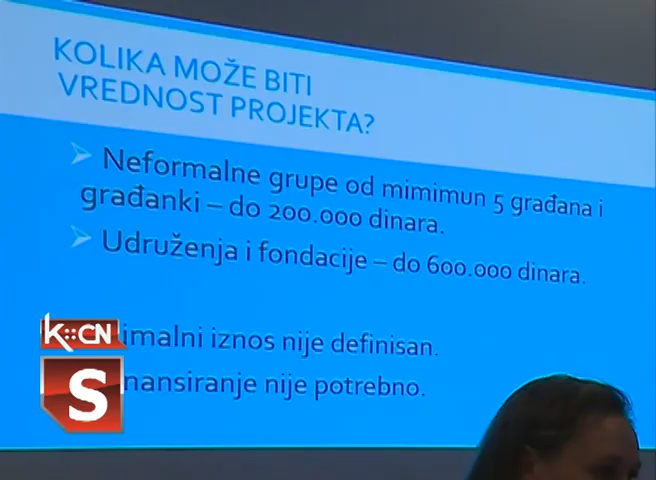 KOLIKA MOŽE BITI
VREDNOST PROJEKTA?
Neformalne grupe od mimimun 5 građana i
građanki – do 200.000 dinara.
Udruženja i fondacije – do 600.000 dinara.
imalni iznos nije definisan.
nansiranje nije potrebno.
K::CN
S